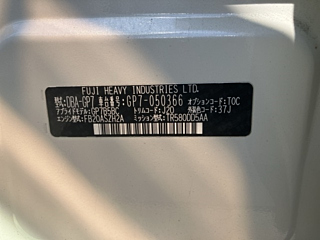 FUJI HEAVY INDUSTRIES LTD.
型式:DBA-GP7 車台番号:GP7-050366 オプションコード:TOC
アプライドモデル:GP7R5BC トリムコード:J20 外装色コード:37J
エンジン型式:FB20ASZH2A ミッション型式:TR580DD5AA